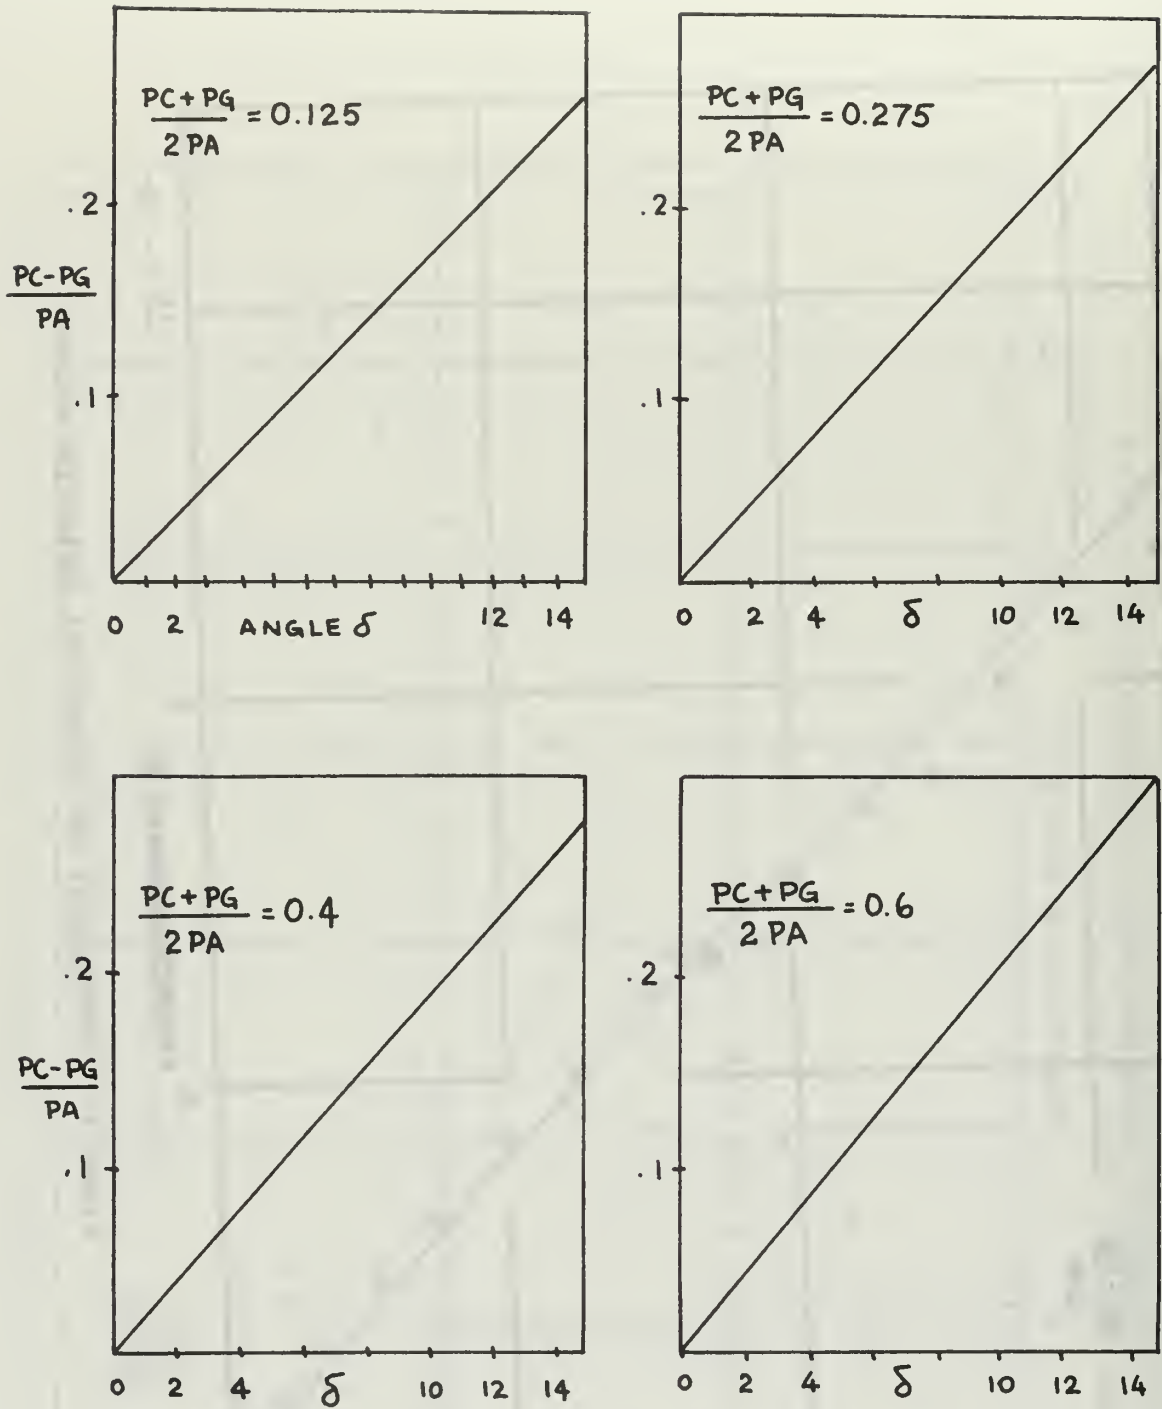 PC + PG
2 PA
= 0.125
.2
PC-PG
PA
.1
0 2 ANGLE δ 12 14
PC + PG
2 PA
= 0.275
.2
.1
0 2 4 δ 10 12 14
PC + PG
2 PA
= 0.4
.2
PC-PG
PA
.1
0 2 4 δ 10 12 14
PC + PG
2 PA
= 0.6
.2
.1
0 2 4 δ 10 12 14